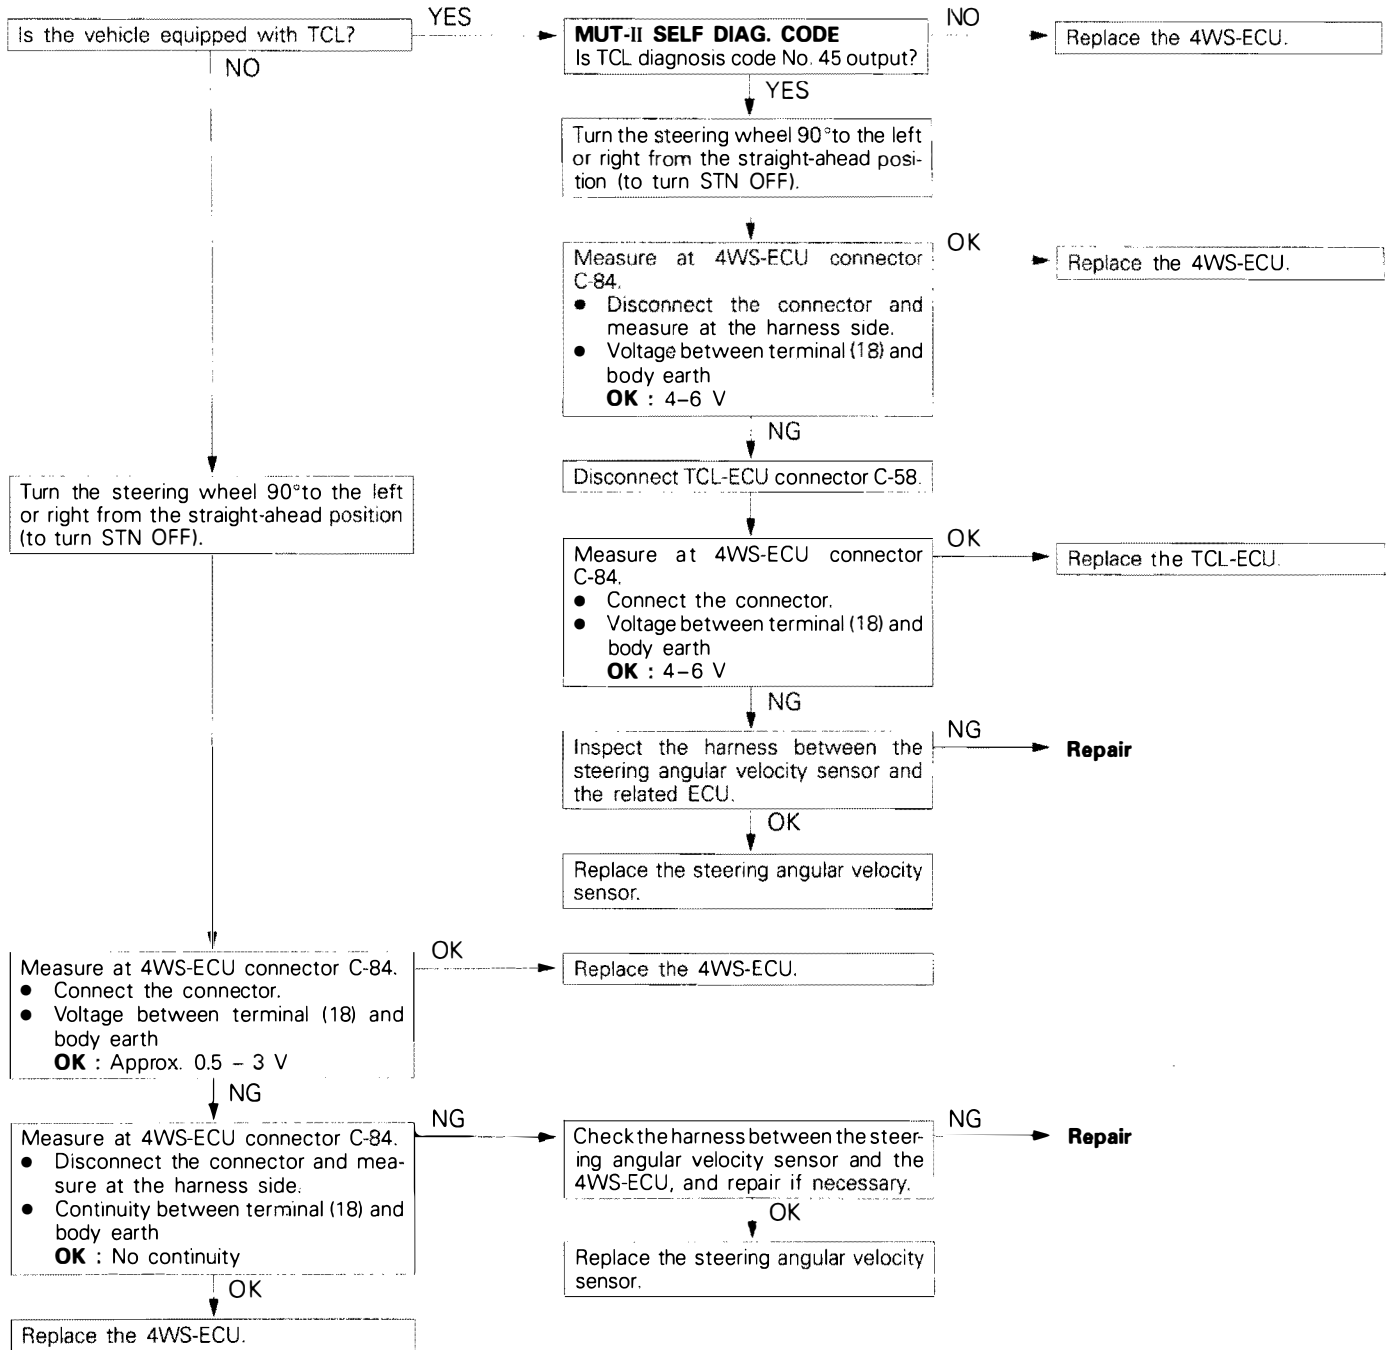 Is the vehicle equipped with TCL?
YES
NO
MUT-II SELF DIAG. CODE
Is TCL diagnosis code No. 45 output?
NO
Replace the 4WS-ECU.
YES
Turn the steering wheel 90°to the left
or right from the straight-ahead posi-
tion (to turn STN OFF).
Measure at 4WS-ECU connector
C-84.
● Disconnect the connector and
measure at the harness side.
● Voltage between terminal (18) and
body earth
OK : 4–6 V
OK
Replace the 4WS-ECU.
NG
Disconnect TCL-ECU connector C-58.
Measure at 4WS-ECU connector
C-84.
● Connect the connector.
● Voltage between terminal (18) and
body earth
OK : 4–6 V
OK
Replace the TCL-ECU.
NG
Inspect the harness between the
steering angular velocity sensor and
the related ECU.
NG
Repair
OK
Replace the steering angular velocity
sensor.
Turn the steering wheel 90°to the left
or right from the straight-ahead position
(to turn STN OFF).
Measure at 4WS-ECU connector C-84.
● Connect the connector.
● Voltage between terminal (18) and
body earth
OK : Approx. 0.5 – 3 V
OK
Replace the 4WS-ECU.
NG
Measure at 4WS-ECU connector C-84.
● Disconnect the connector and mea-
sure at the harness side.
● Continuity between terminal (18) and
body earth
OK : No continuity
NG
Check the harness between the steer-
ing angular velocity sensor and the
4WS-ECU, and repair if necessary.
NG
Repair
OK
Replace the steering angular velocity
sensor.
OK
Replace the 4WS-ECU.